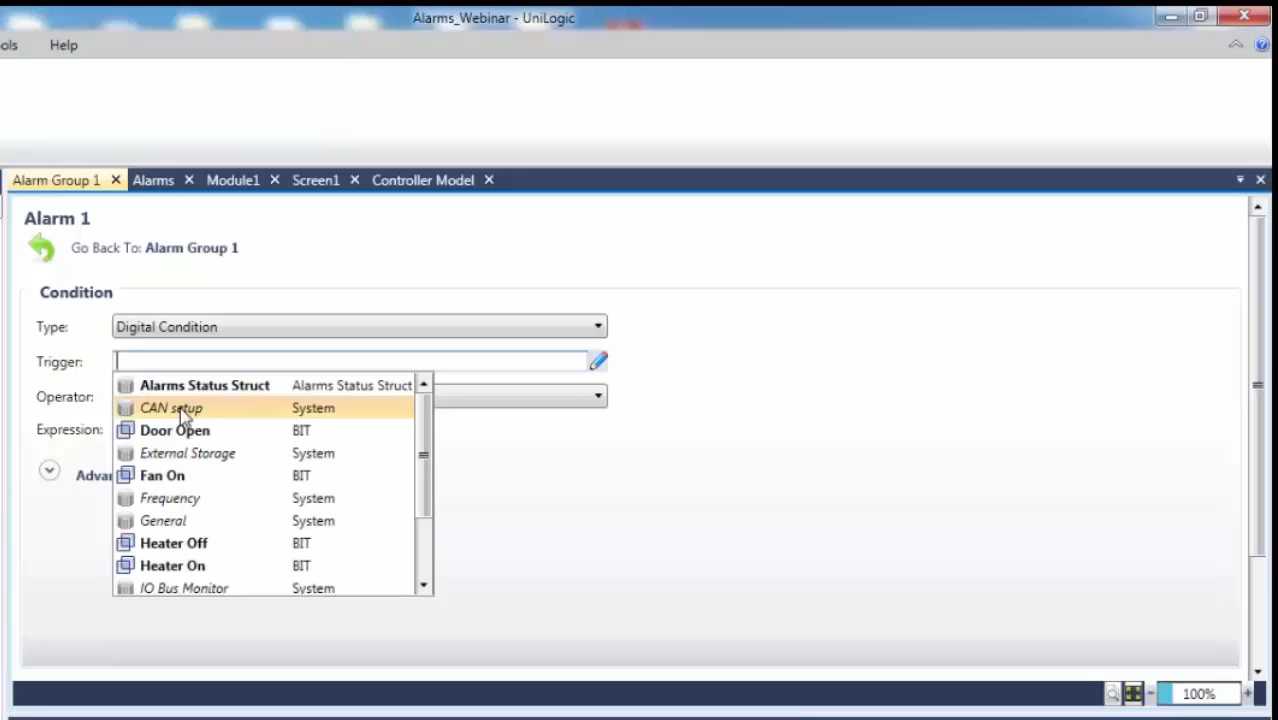 Alarms_Webinar - UniLogic
ols Help
Alarm Group 1 Alarms Module1 Screen1 Controller Model
Alarm 1
Go Back To: Alarm Group 1
Condition
Type: Digital Condition
Trigger:
Alarms Status Struct Alarms Status Struct
Operator:
CAN setup System
Expression:
Door Open BIT
External Storage System
Advan
Fan On BIT
Frequency System
General System
Heater Off BIT
Heater On BIT
IO Bus Monitor System
100%